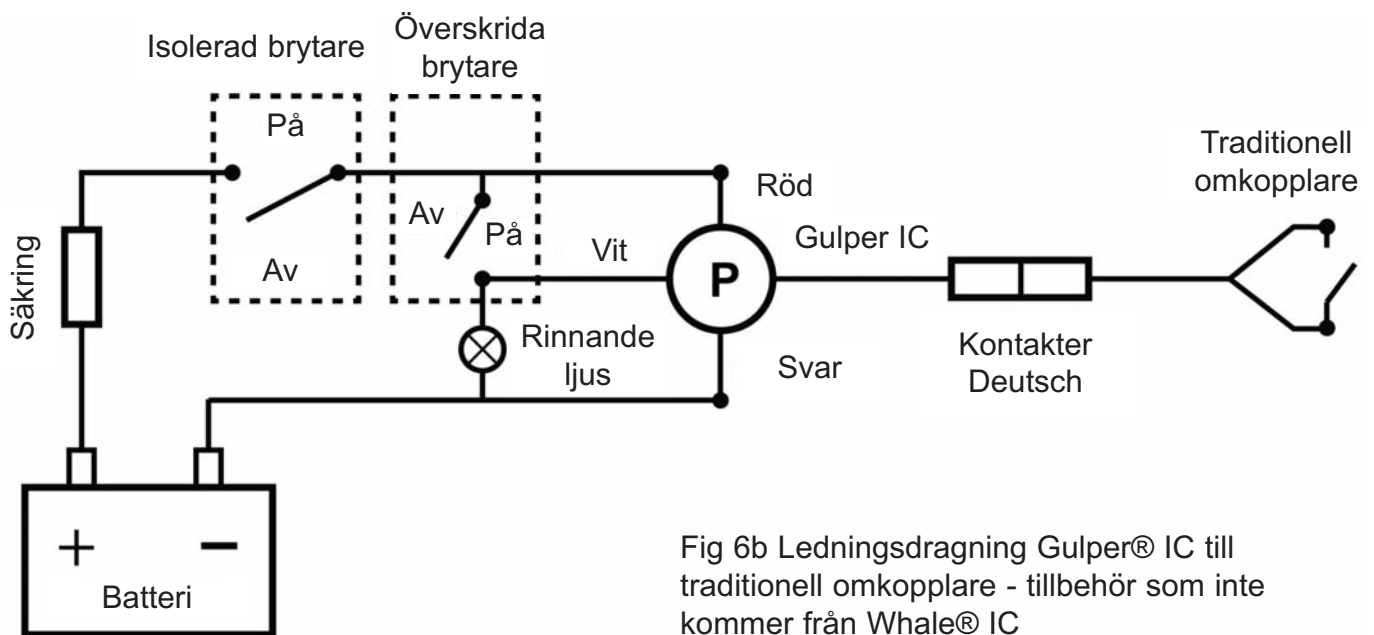 Isolerad brytare
Överskrida
brytare
På
Av
Av
På
Säkring
Röd
Vit
Gulper IC
P
Svar
Rinnande
ljus
Kontakter
Deutsch
Traditionell
omkopplare
+
−
Batteri
Fig 6b Ledningsdragning Gulper® IC till
traditionell omkopplare - tillbehör som inte
kommer från Whale® IC